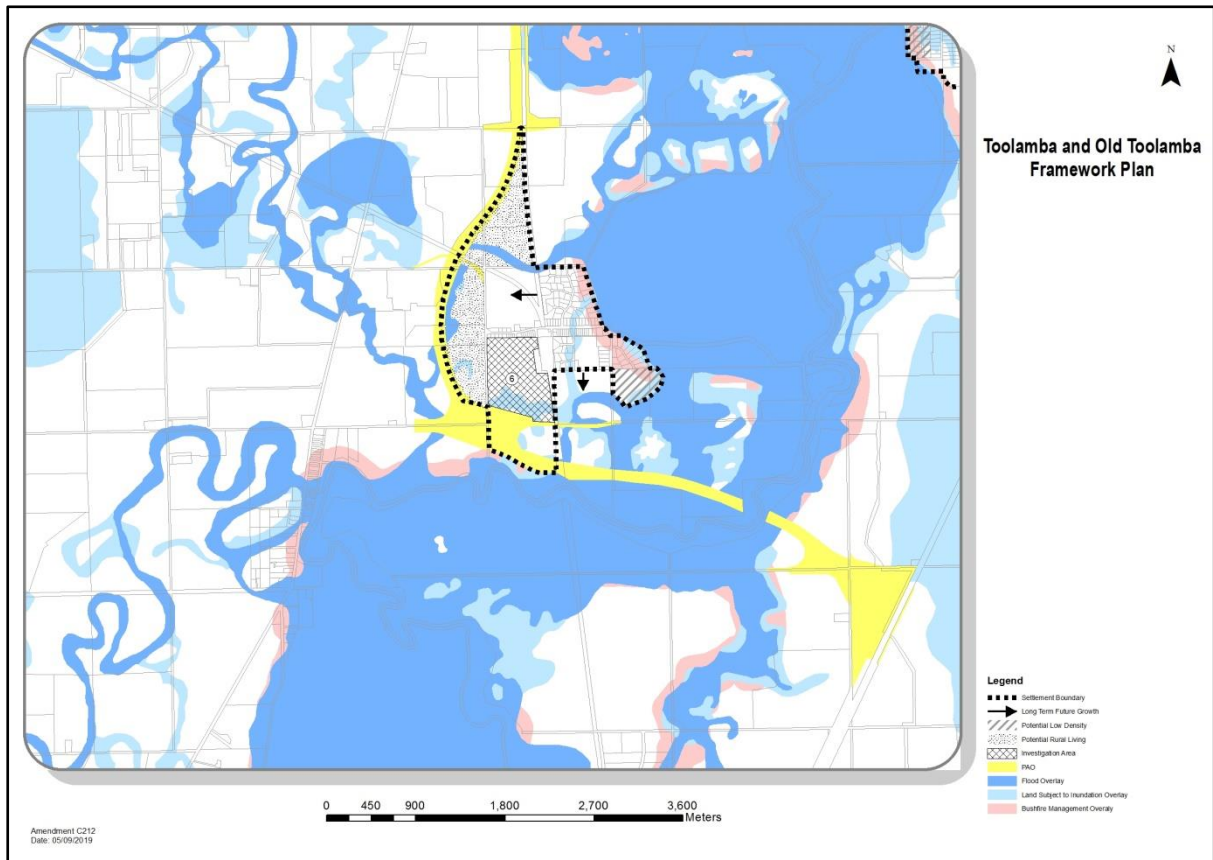 N
Toolamba and Old Toolamba
Framework Plan
6
Legend
Settlement Boundary
Long Term Future Growth
Potential Low Density
Potential Rural Living
Investigation Area
PAO
Flood Overlay
Land Subject to Inundation Overlay
Bushfire Management Overaly
0 450 900 1,800 2,700 3,600
Meters
Amendment C212
Date: 05/09/2019